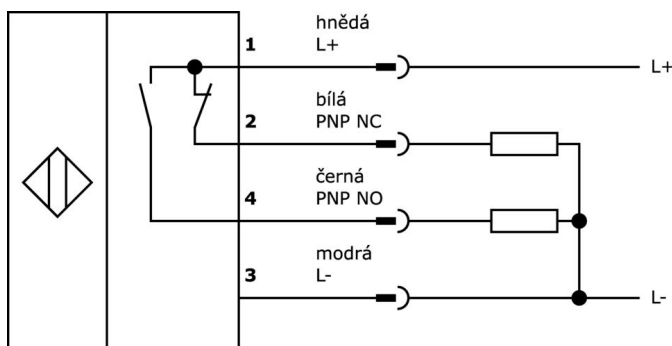 hnědá
1 L+
L+
bílá
2 PNP NC
černá
4 PNP NO
modrá
3 L-
L-